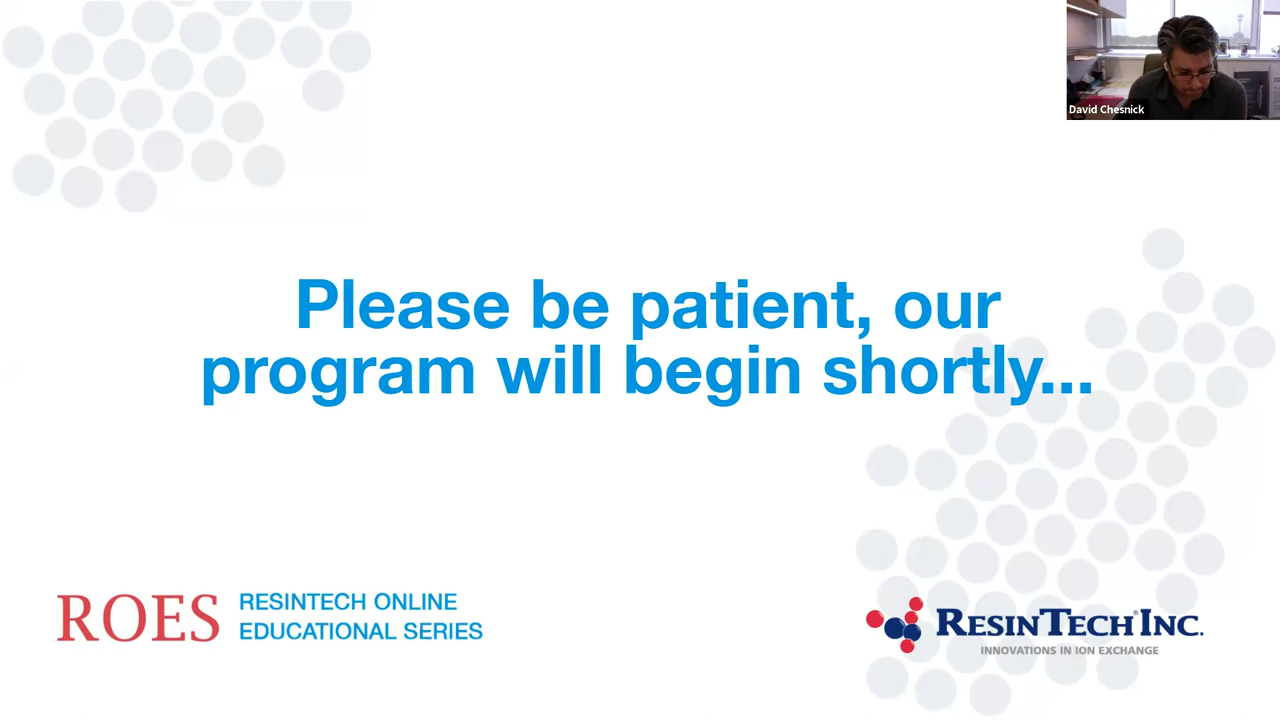 David Chesnick
Please be patient, our
program will begin shortly...
ROES
RESINTECH ONLINE
EDUCATIONAL SERIES
RESINTECH® INC.
INNOVATIONS IN ION EXCHANGE